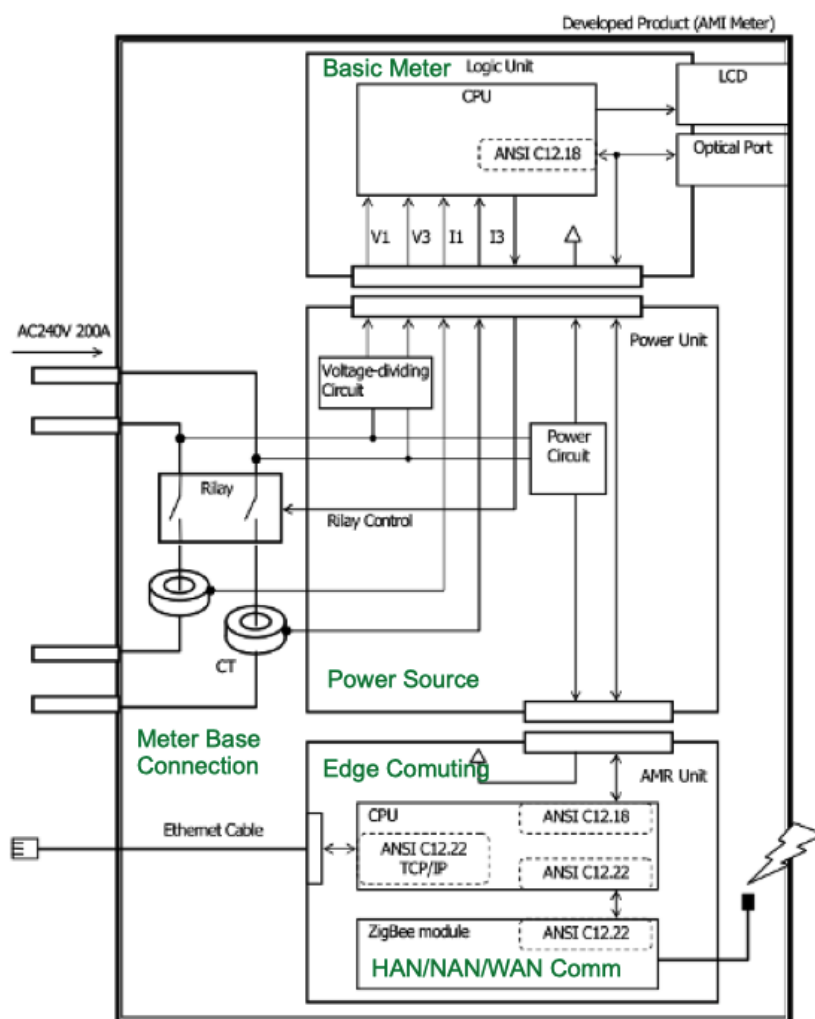 Developed Product (AMI Meter)
Basic Meter
Logic Unit
LCD
CPU
ANSI C12.18
Optical Port
V1
V3
I1
I3
AC240V 200A
Power Unit
Voltage-dividing
Circuit
Power
Circuit
Rilay
Rilay Control
CT
Power Source
Meter Base
Connection
Edge Comuting
AMR Unit
CPU
ANSI C12.18
Ethernet Cable
ANSI C12.22
TCP/IP
ANSI C12.22
ZigBee module
ANSI C12.22
HAN/NAN/WAN Comm